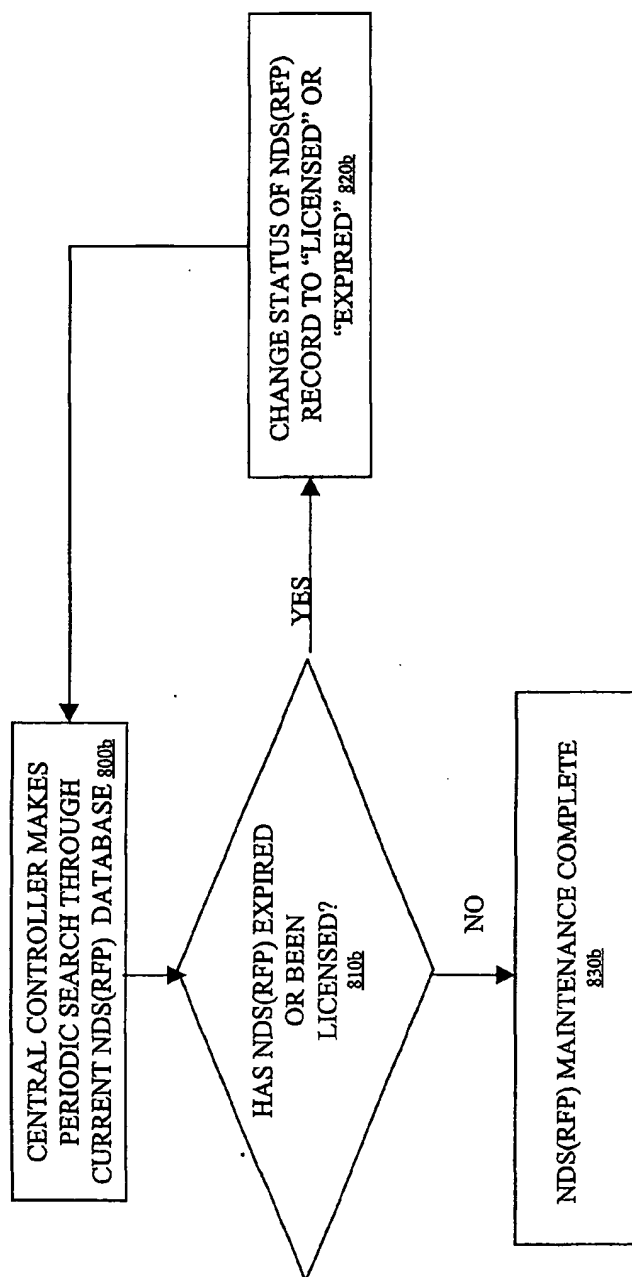 CENTRAL CONTROLLER MAKES
PERIODIC SEARCH THROUGH
CURRENT NDS(RFP) DATABASE 800b
HAS NDS(RFP) EXPIRED
OR BEEN
LICENSED?
810b
YES
CHANGE STATUS OF NDS(RFP)
RECORD TO “LICENSED” OR
“EXPIRED” 820b
NO
NDS(RFP) MAINTENANCE COMPLETE
830b